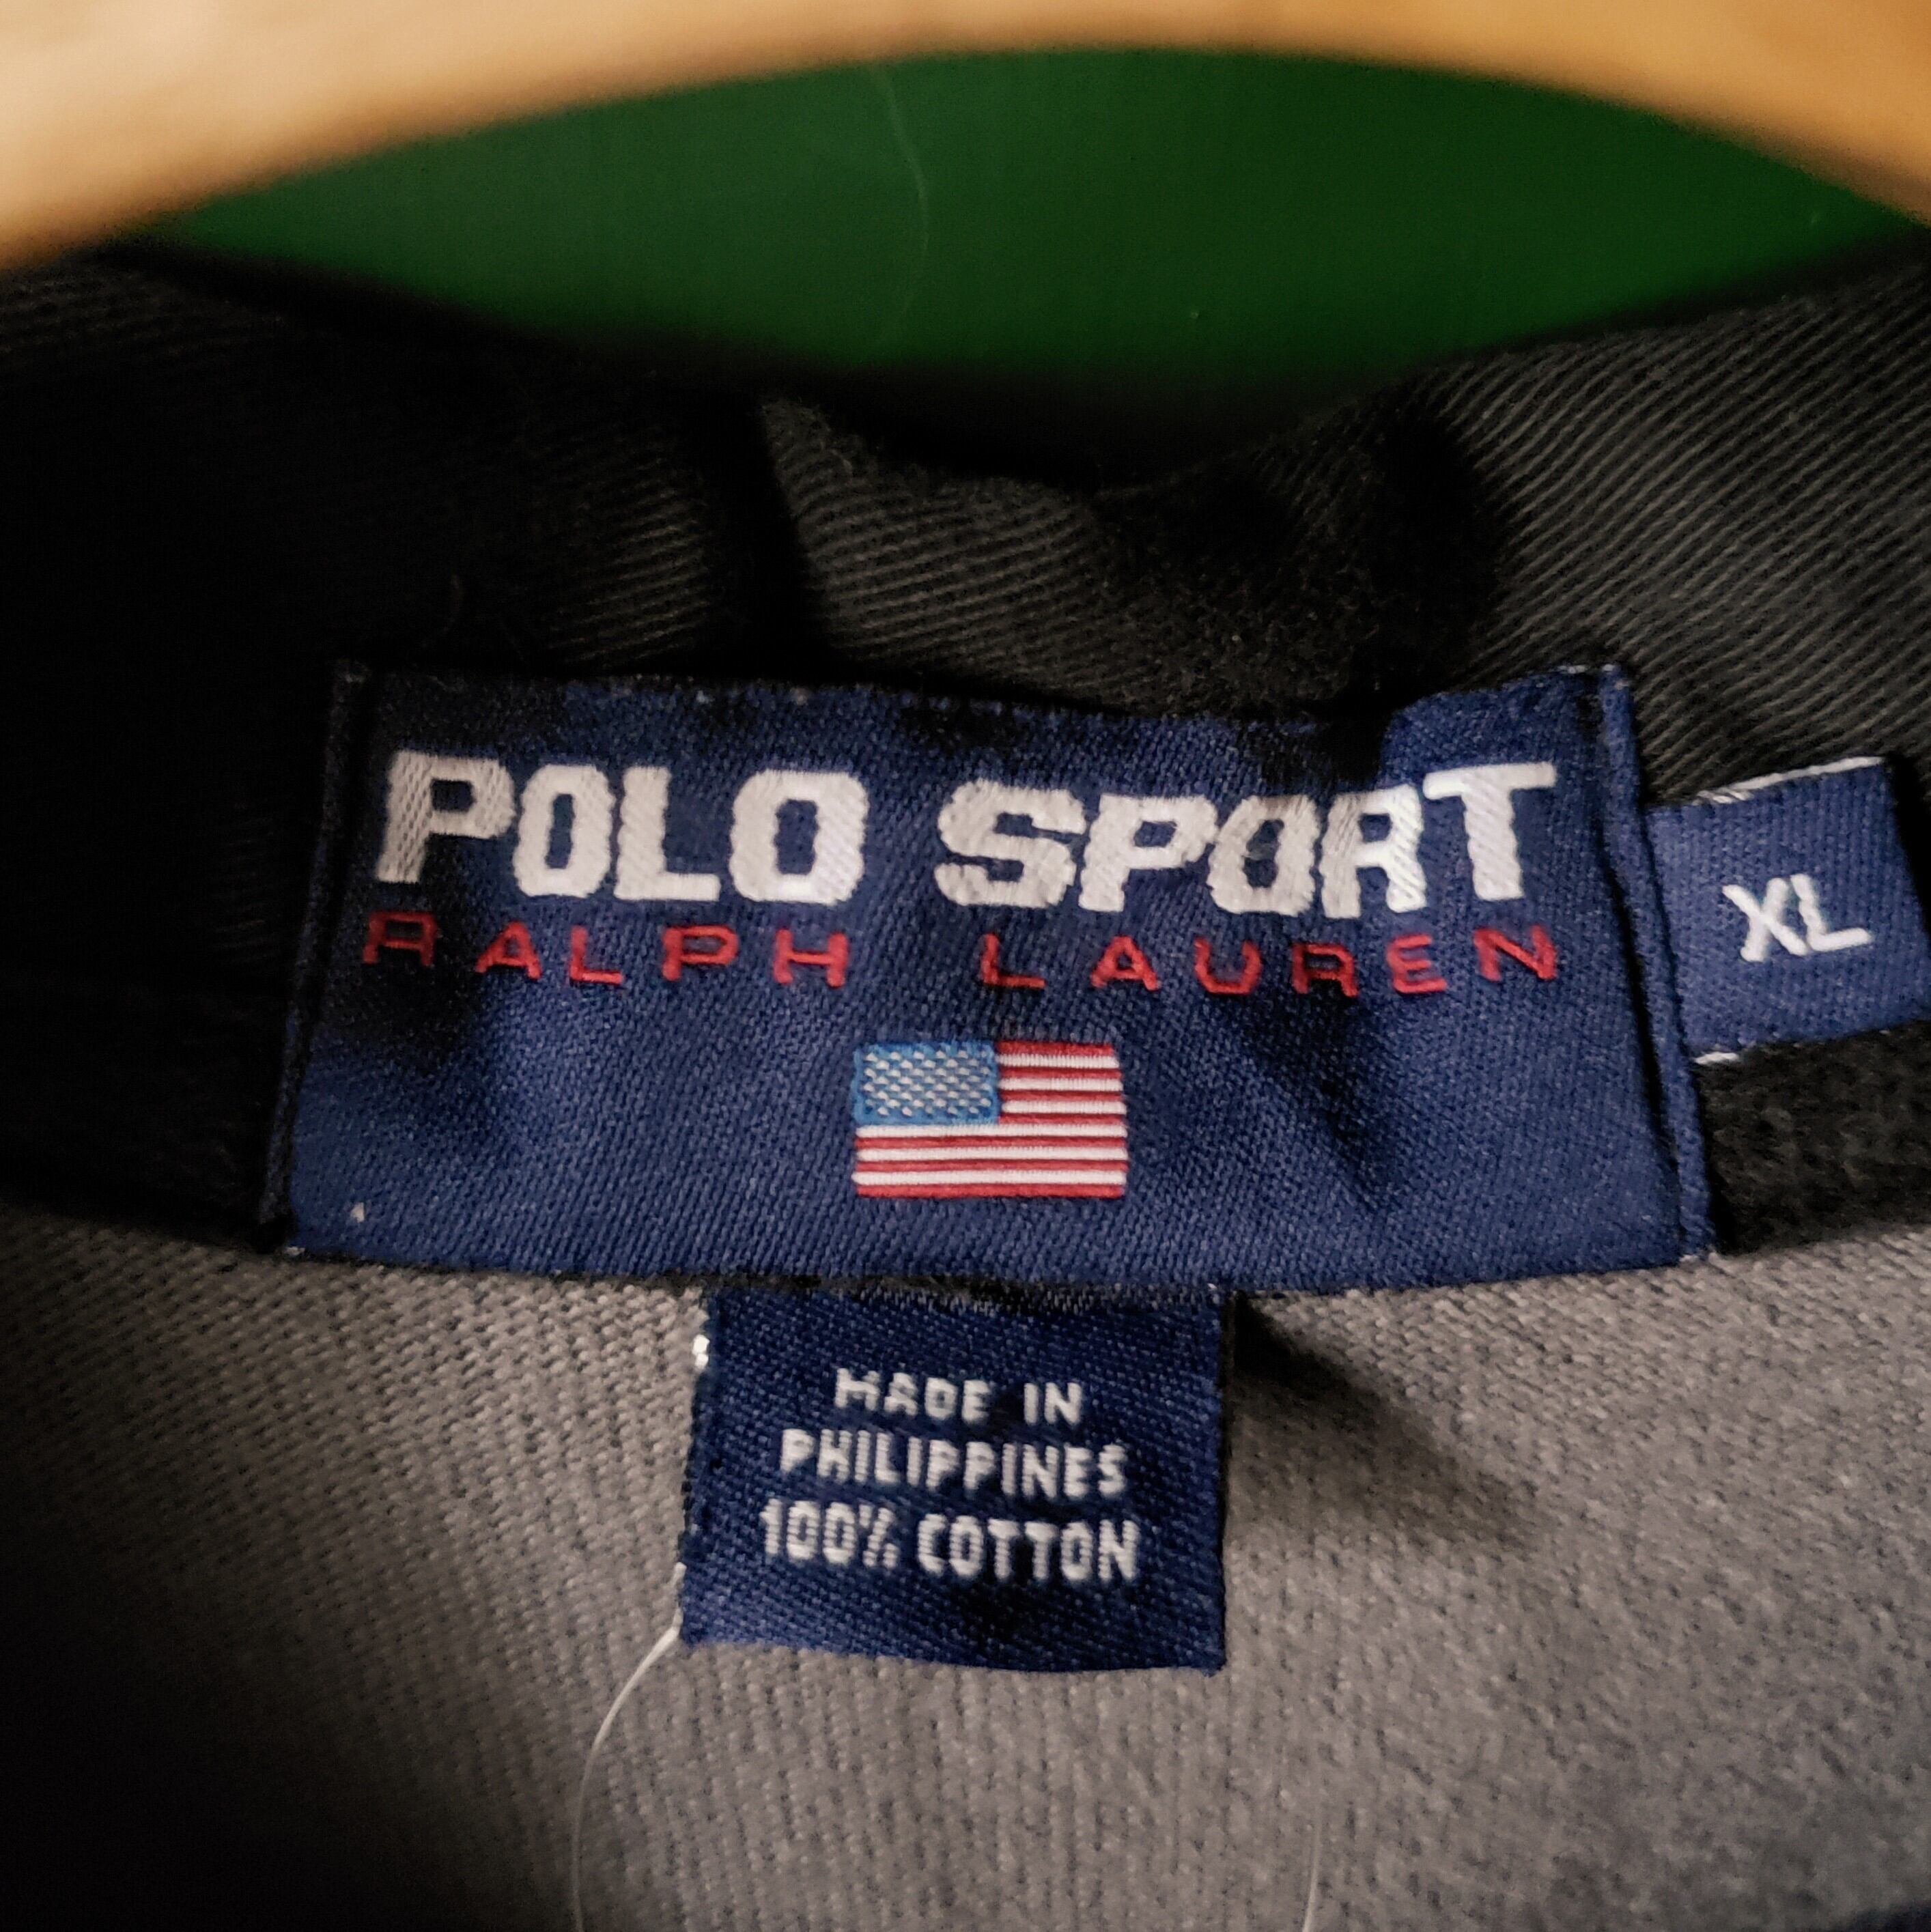 POLO SPORT
RALPH LAUREN
XL
MADE IN
PHILIPPINES
100% COTTON